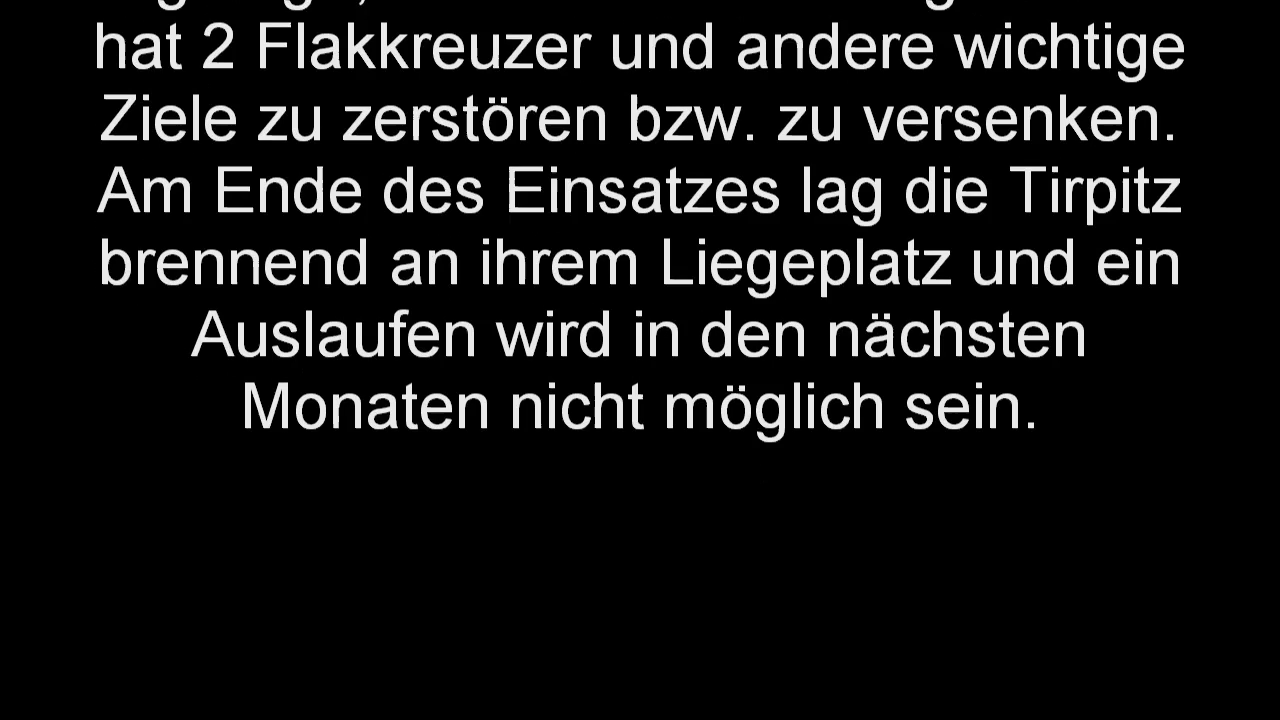 hat 2 Flakkreuzer und andere wichtige
Ziele zu zerstören bzw. zu versenken.
Am Ende des Einsatzes lag die Tirpitz
brennend an ihrem Liegeplatz und ein
Auslaufen wird in den nächsten
Monaten nicht möglich sein.